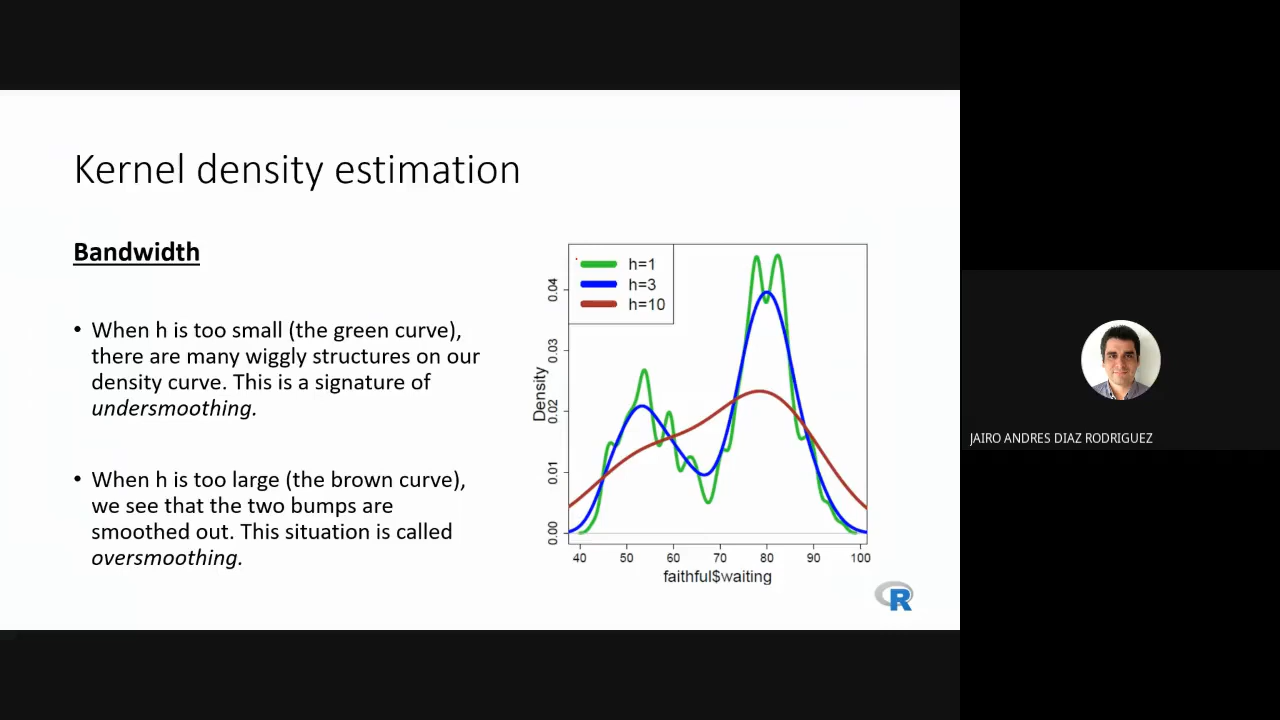 Kernel density estimation
Bandwidth
• When h is too small (the green curve),
there are many wiggly structures on our
density curve. This is a signature of
undersmoothing.
• When h is too large (the brown curve),
we see that the two bumps are
smoothed out. This situation is called
oversmoothing.
h=1
h=3
h=10
Density
0.00 0.01 0.02 0.03 0.04
40 50 60 70 80 90 100
faithful$waiting
R
JAIRO ANDRES DIAZ RODRIGUEZ